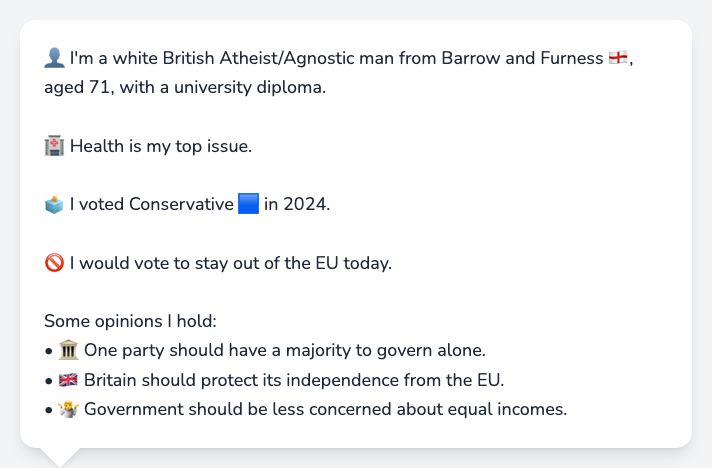 👤 I'm a white British Atheist/Agnostic man from Barrow and Furness 🏴󠁧󠁢󠁥󠁮󠁧󠁿,
aged 71, with a university diploma.
🏥 Health is my top issue.
🗳️ I voted Conservative 🟦 in 2024.
🚫 I would vote to stay out of the EU today.
Some opinions I hold:
• 🏛️ One party should have a majority to govern alone.
• 🇬🇧 Britain should protect its independence from the EU.
• 🤷 Government should be less concerned about equal incomes.